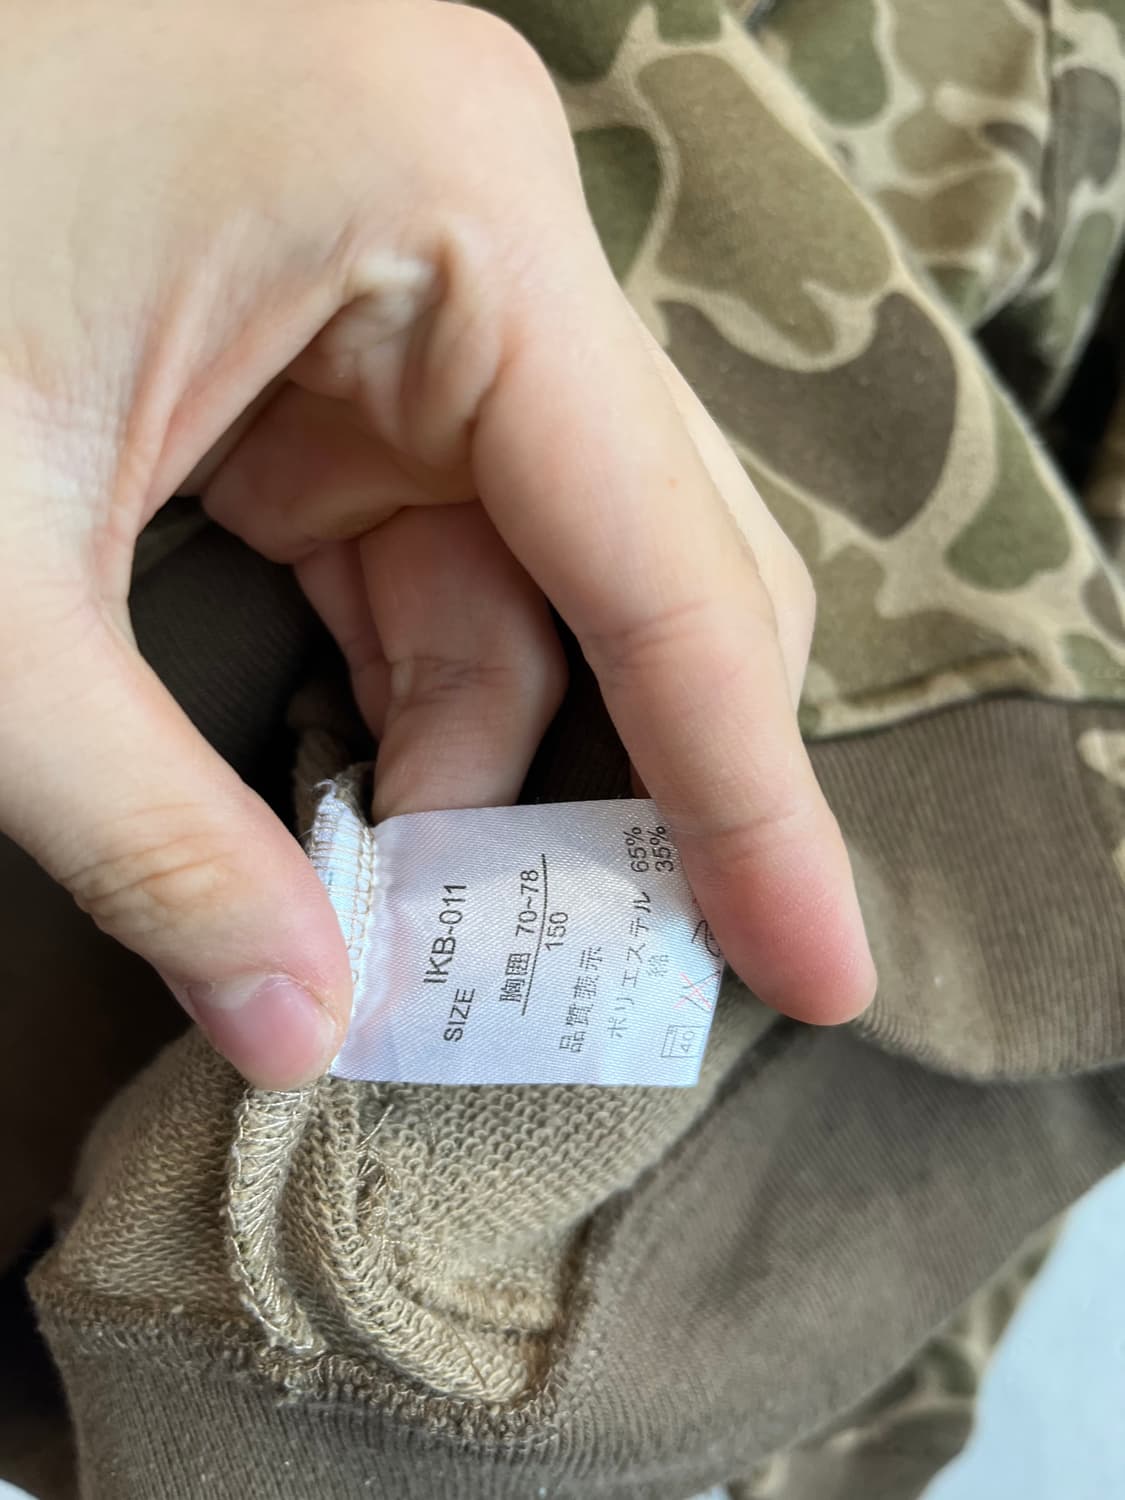 IKB-011
SIZE
胸囲 70~78
150
品質表示
ポリエステル 65%
綿 35%
40